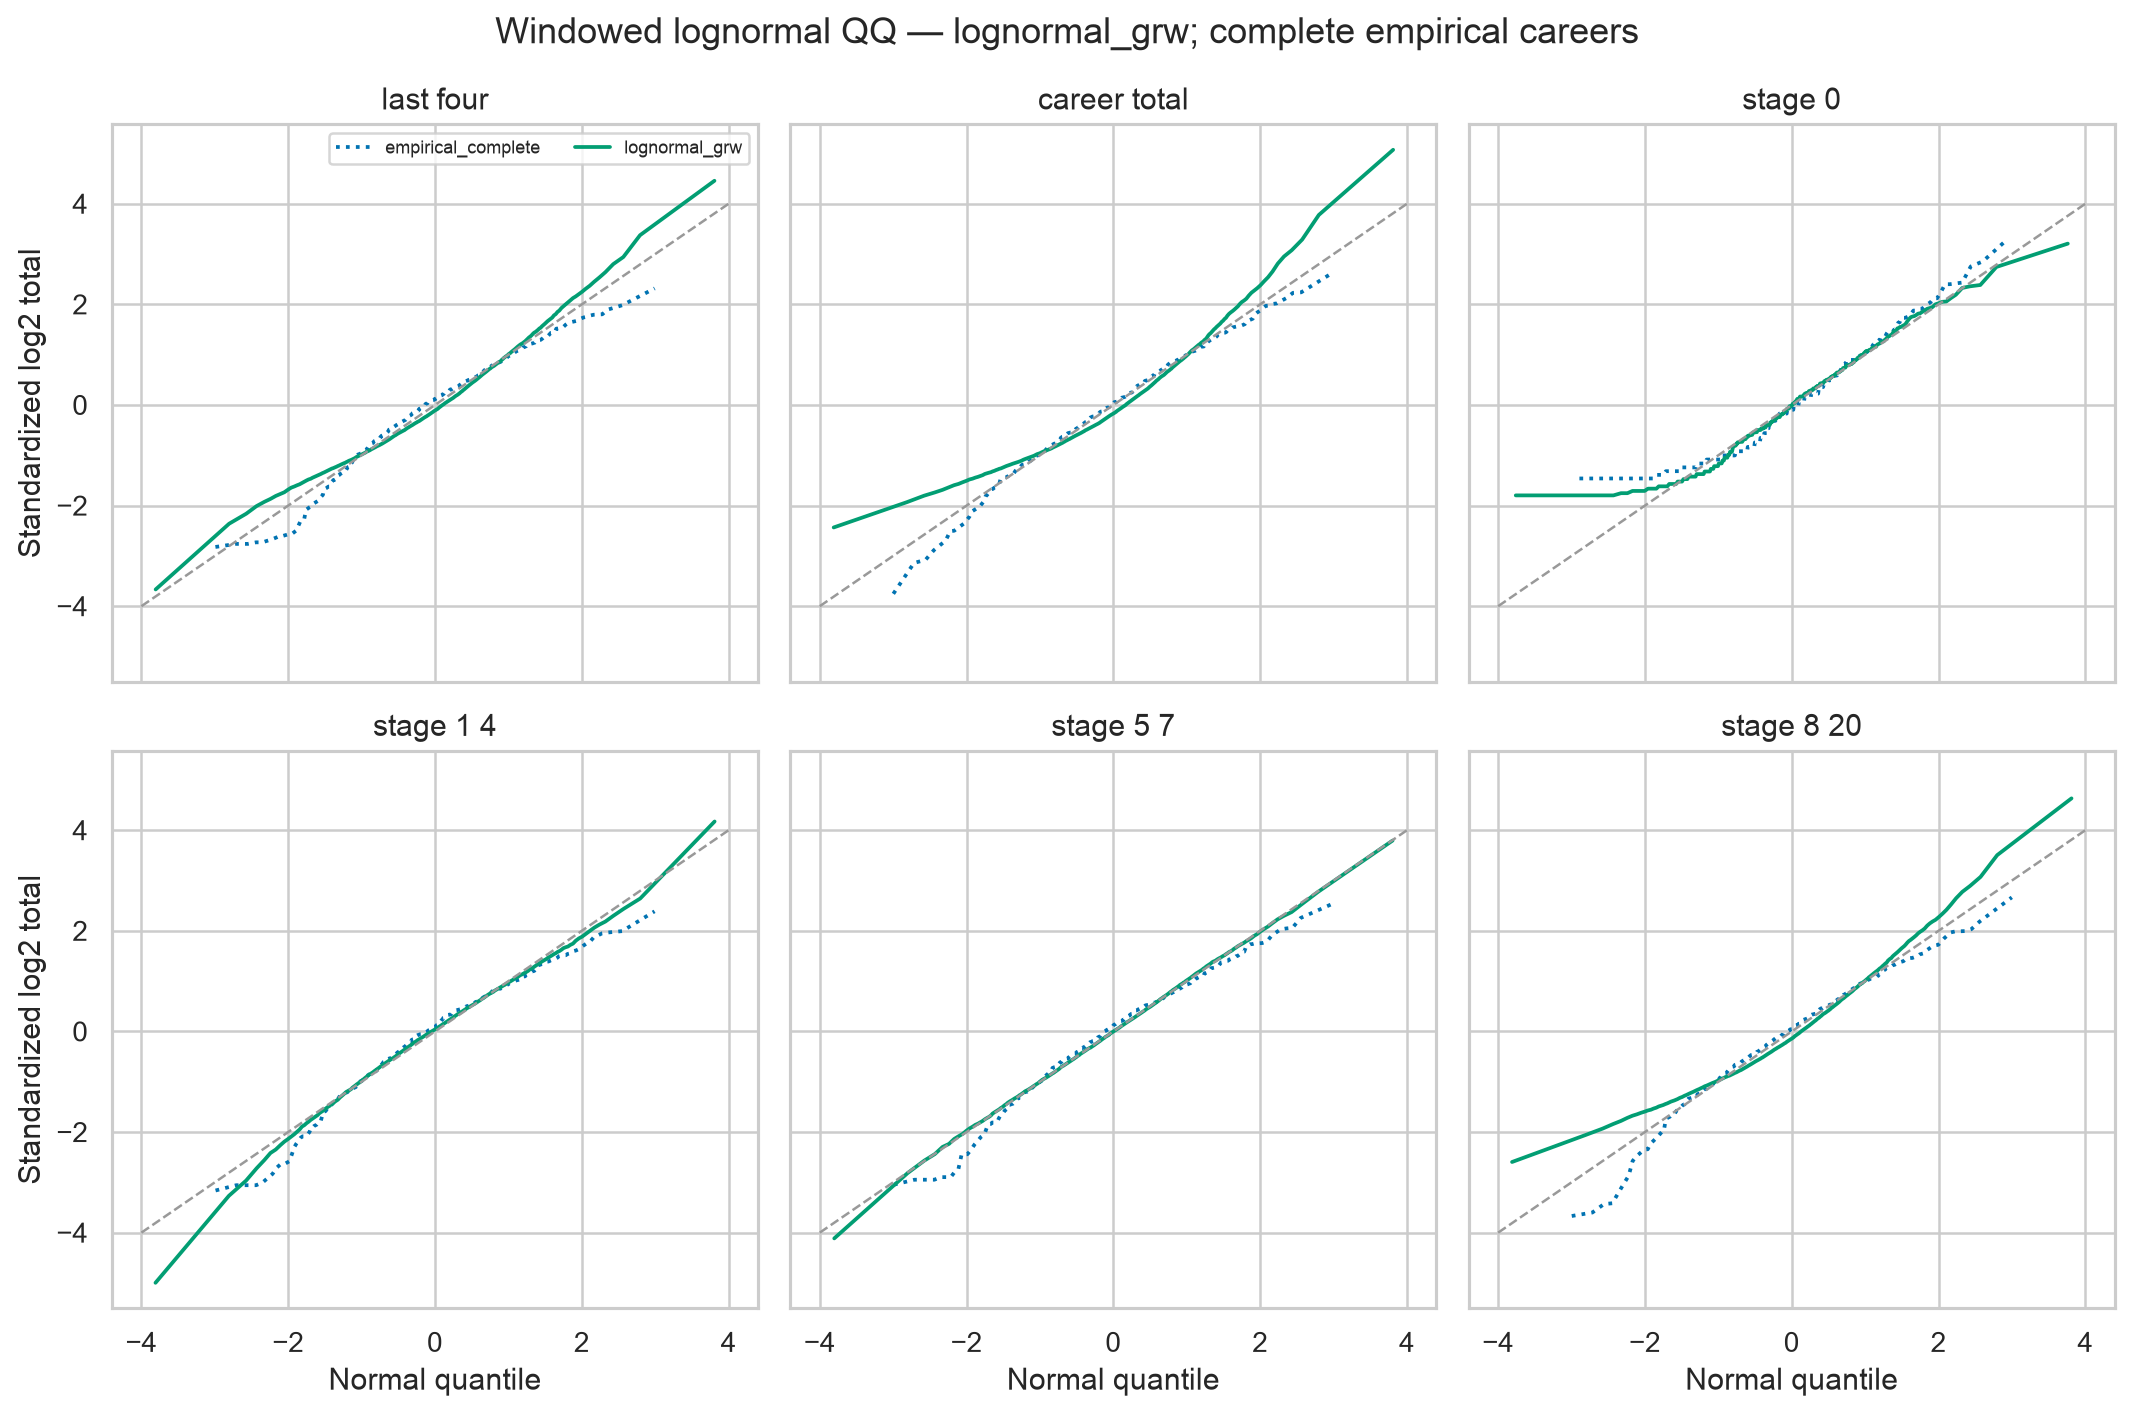 Windowed lognormal QQ — lognormal_grw; complete empirical careers
last four
career total
stage 0
empirical_complete
lognormal_grw
Standardized log2 total
4
2
0
−2
−4
stage 1 4
stage 5 7
stage 8 20
Standardized log2 total
4
2
0
−2
−4
−4 −2 0 2 4
−4 −2 0 2 4
−4 −2 0 2 4
Normal quantile
Normal quantile
Normal quantile